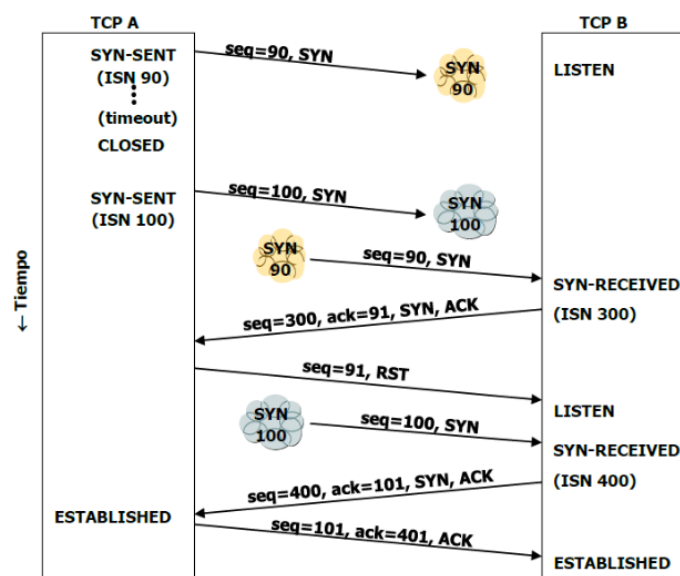 TCP A
TCP B
seq=90, SYN
SYN-SENT
(ISN 90)
SYN
90
LISTEN
(timeout)
CLOSED
seq=100, SYN
SYN-SENT
(ISN 100)
SYN
100
SYN
90
seq=90, SYN
SYN-RECEIVED
(ISN 300)
← Tiempo
seq=300, ack=91, SYN, ACK
seq=91, RST
LISTEN
SYN
100
seq=100, SYN
SYN-RECEIVED
(ISN 400)
seq=400, ack=101, SYN, ACK
ESTABLISHED
seq=101, ack=401, ACK
ESTABLISHED